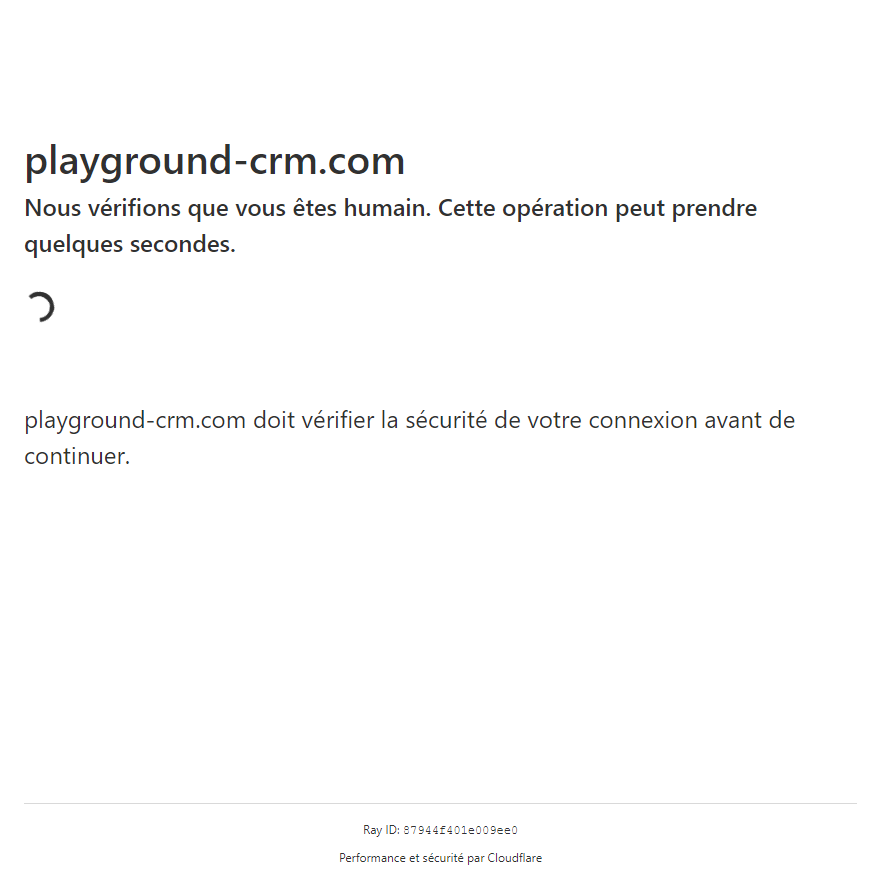 playground-crm.com
Nous vérifions que vous êtes humain. Cette opération peut prendre
quelques secondes.
playground-crm.com doit vérifier la sécurité de votre connexion avant de
continuer.
Ray ID: 87944f401e009ee0
Performance et sécurité par Cloudflare